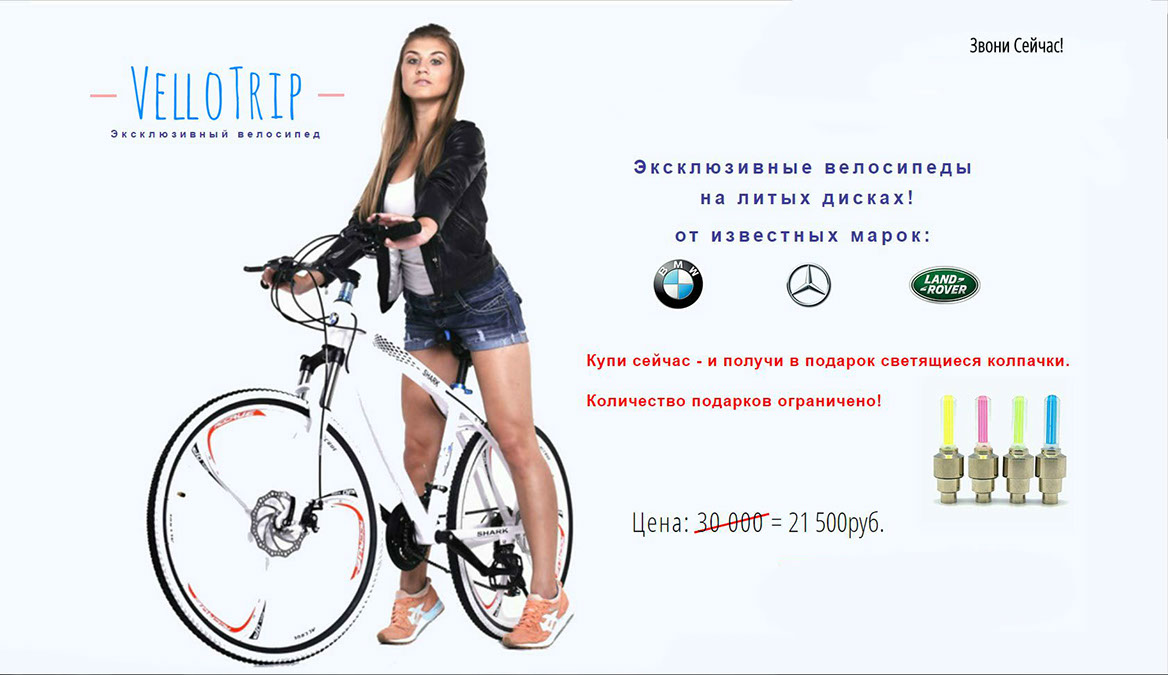 Звони Сейчас!
VelloTrip
Эксклюзивный велосипед
Эксклюзивные велосипеды
на литых дисках!
от известных марок:
BMW
LAND-
-ROVER
Купи сейчас - и получи в подарок светящиеся колпачки.
Количество подарков ограничено!
SHARK
SHARK
Цена: 30 000 = 21 500руб.